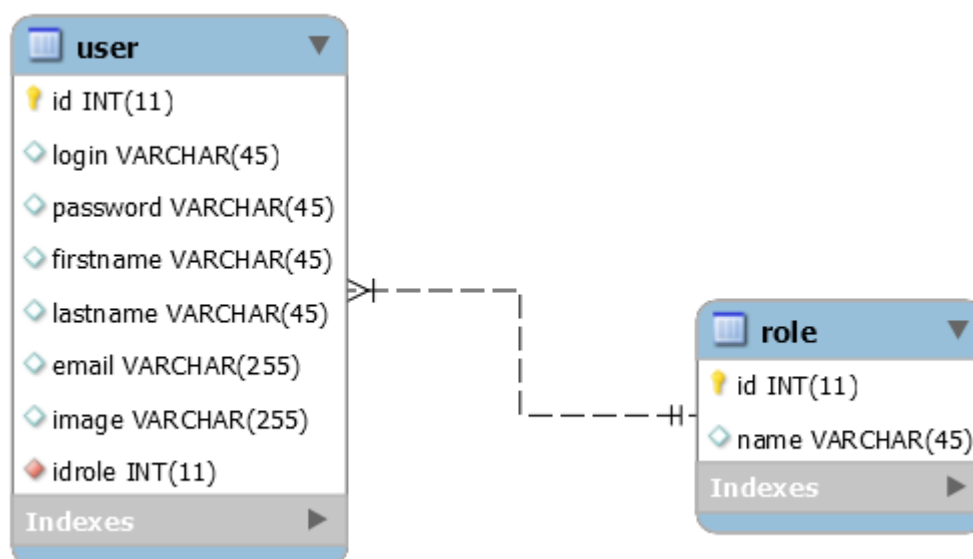 user
id INT(11)
login VARCHAR(45)
password VARCHAR(45)
firstname VARCHAR(45)
lastname VARCHAR(45)
email VARCHAR(255)
image VARCHAR(255)
idrole INT(11)
Indexes
role
id INT(11)
name VARCHAR(45)
Indexes